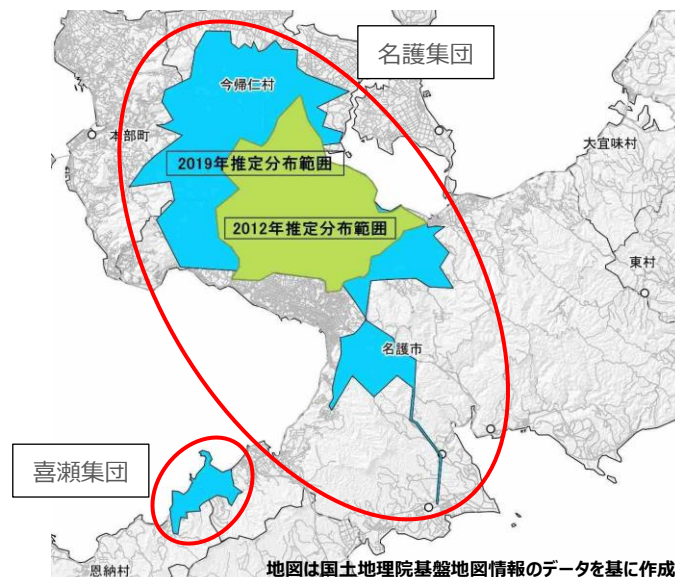 名護集団
今帰仁村
本部町
大宜味村
2019年推定分布範囲
2012年推定分布範囲
東村
名護市
喜瀬集団
恩納村
地図は国土地理院基盤地図情報のデータを基に作成